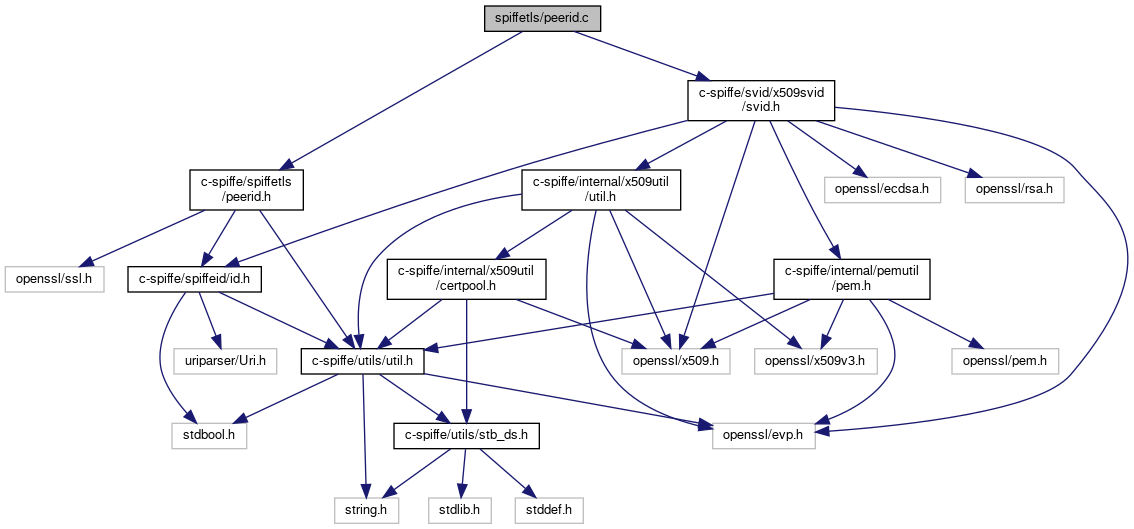 spiffetls/peerid.c
c-spiffe/svid/x509svid
/svid.h
c-spiffe/spiffetls
/peerid.h
c-spiffe/internal/x509util
/util.h
openssl/ecdsa.h
openssl/rsa.h
openssl/ssl.h
c-spiffe/spiffeid/id.h
c-spiffe/internal/x509util
/certpool.h
c-spiffe/internal/pemutil
/pem.h
uriparser/Uri.h
c-spiffe/utils/util.h
openssl/x509.h
openssl/x509v3.h
openssl/pem.h
stdbool.h
c-spiffe/utils/stb_ds.h
openssl/evp.h
string.h
stdlib.h
stddef.h